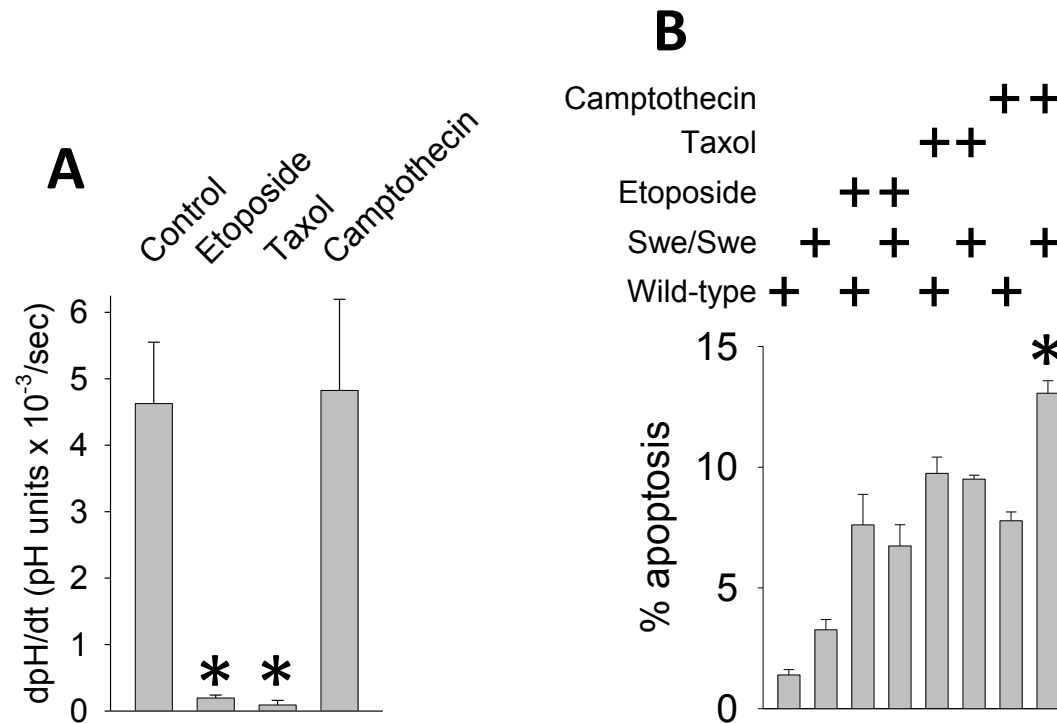 A
Control
Etoposide
Taxol
Camptothecin
dpH/dt (pH units x 10⁻³/sec)
6
5
4
3
2
1
0
* *
B
Camptothecin + +
Taxol + +
Etoposide + +
Swe/Swe + + + +
Wild-type + + + +
*
% apoptosis
15
10
5
0